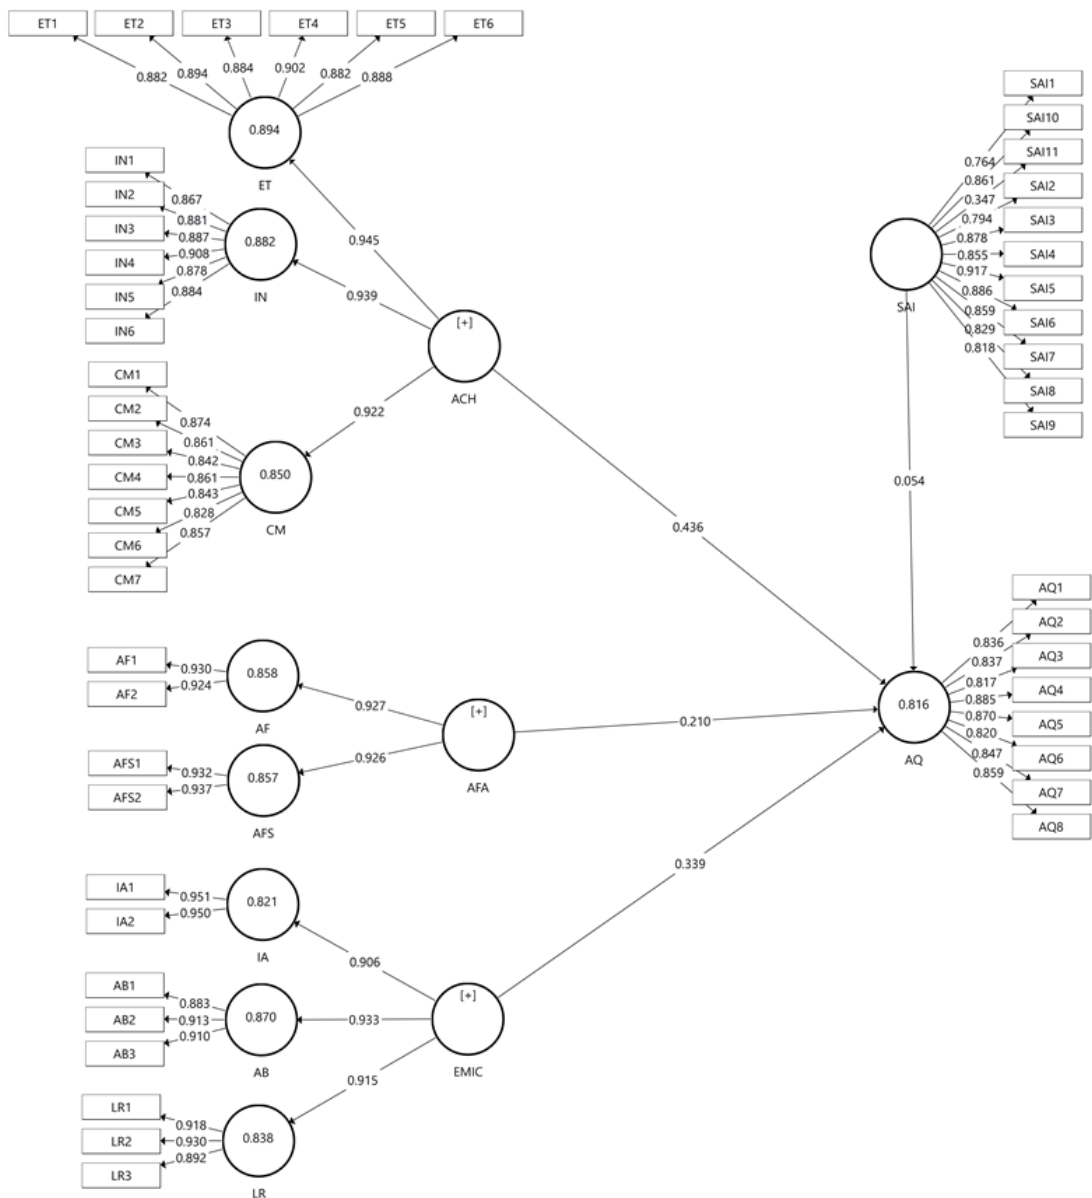 ET1 ET2 ET3 ET4 ET5 ET6
0.882 0.894 0.884 0.902 0.882 0.888
0.894
ET
IN1
IN2
IN3
IN4
IN5
IN6
0.867
0.881
0.887
0.908
0.878
0.884
0.882
IN
0.945
0.939
[+]
ACH
0.922
CM1
CM2
CM3
CM4
CM5
CM6
CM7
0.874
0.861
0.842
0.861
0.843
0.828
0.857
0.850
CM
0.436
SAI1
SAI10
SAI11
SAI2
SAI3
SAI4
SAI5
SAI6
SAI7
SAI8
SAI9
0.764
0.861
0.347
0.794
0.878
0.855
0.917
0.886
0.859
0.829
0.818
SAI
0.054
AF1
AF2
0.930
0.924
0.858
AF
0.927
AFS1
AFS2
0.932
0.937
0.857
AFS
0.926
[+]
AFA
0.210
AQ1
AQ2
AQ3
AQ4
AQ5
AQ6
AQ7
AQ8
0.836
0.837
0.817
0.885
0.870
0.820
0.847
0.859
0.816
AQ
0.339
IA1
IA2
0.951
0.950
0.821
IA
0.906
AB1
AB2
AB3
0.883
0.913
0.910
0.870
AB
0.933
[+]
EMIC
0.915
LR1
LR2
LR3
0.918
0.930
0.892
0.838
LR